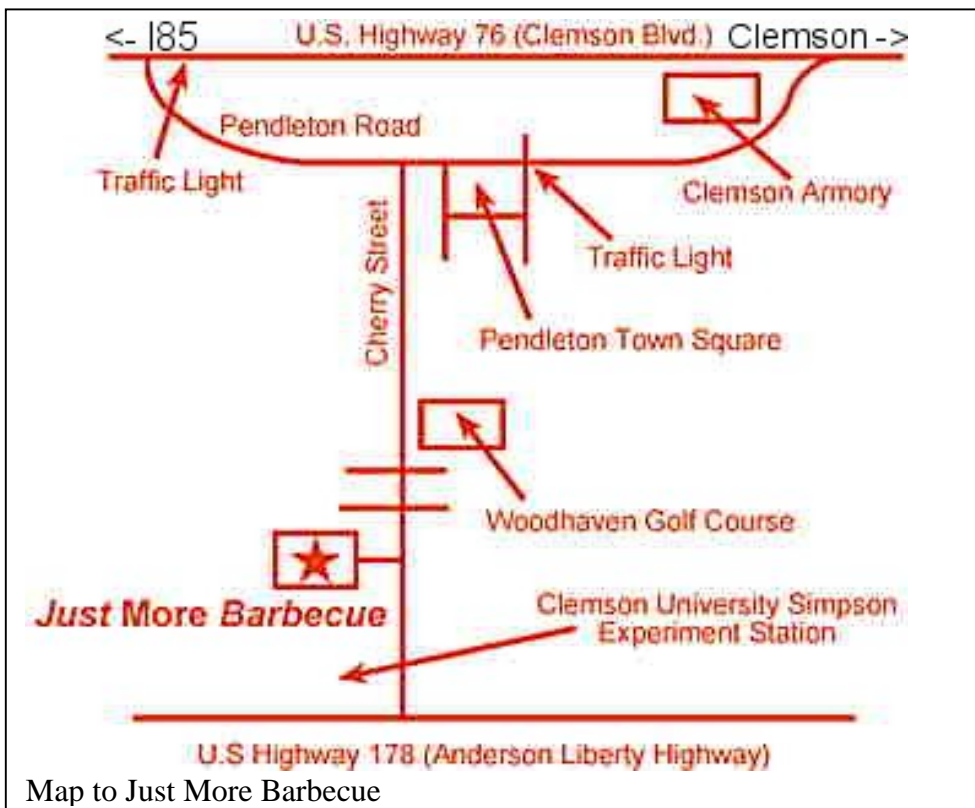 <- I85 U.S. Highway 76 (Clemson Blvd.) Clemson ->
Pendleton Road
Traffic Light
Clemson Armory
Traffic Light
Cherry Street
Pendleton Town Square
Woodhaven Golf Course
Just More Barbecue
Clemson University Simpson
Experiment Station
U.S Highway 178 (Anderson Liberty Highway)
Map to Just More Barbecue